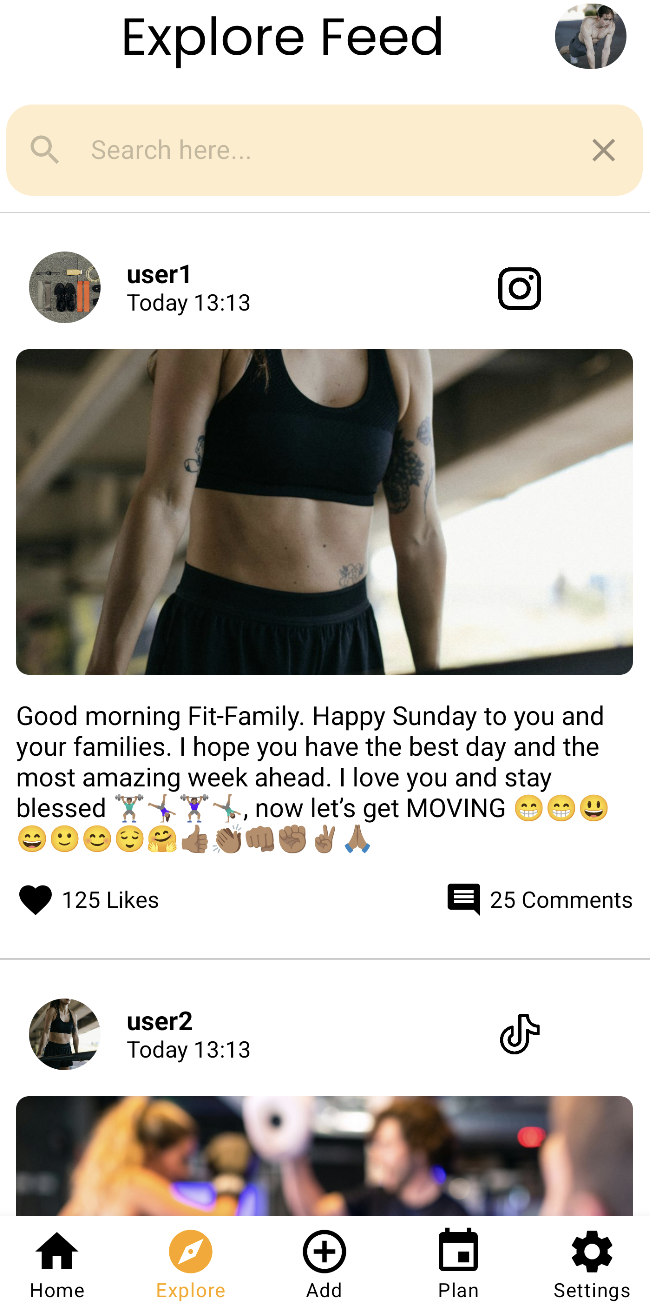 Explore Feed
Search here...
user1
Today 13:13
Good morning Fit-Family. Happy Sunday to you and
your families. I hope you have the best day and the
most amazing week ahead. I love you and stay
blessed 🏋🏽‍♂️🤸🏽‍♀️🏋🏽‍♀️🤸🏽‍♂️, now let’s get MOVING 😁😁😃
😄🙂😊😌🤗👍🏽👏🏽👊🏽✊🏽✌🏽🙏🏽
125 Likes
25 Comments
user2
Today 13:13
Home
Explore
Add
Plan
Settings